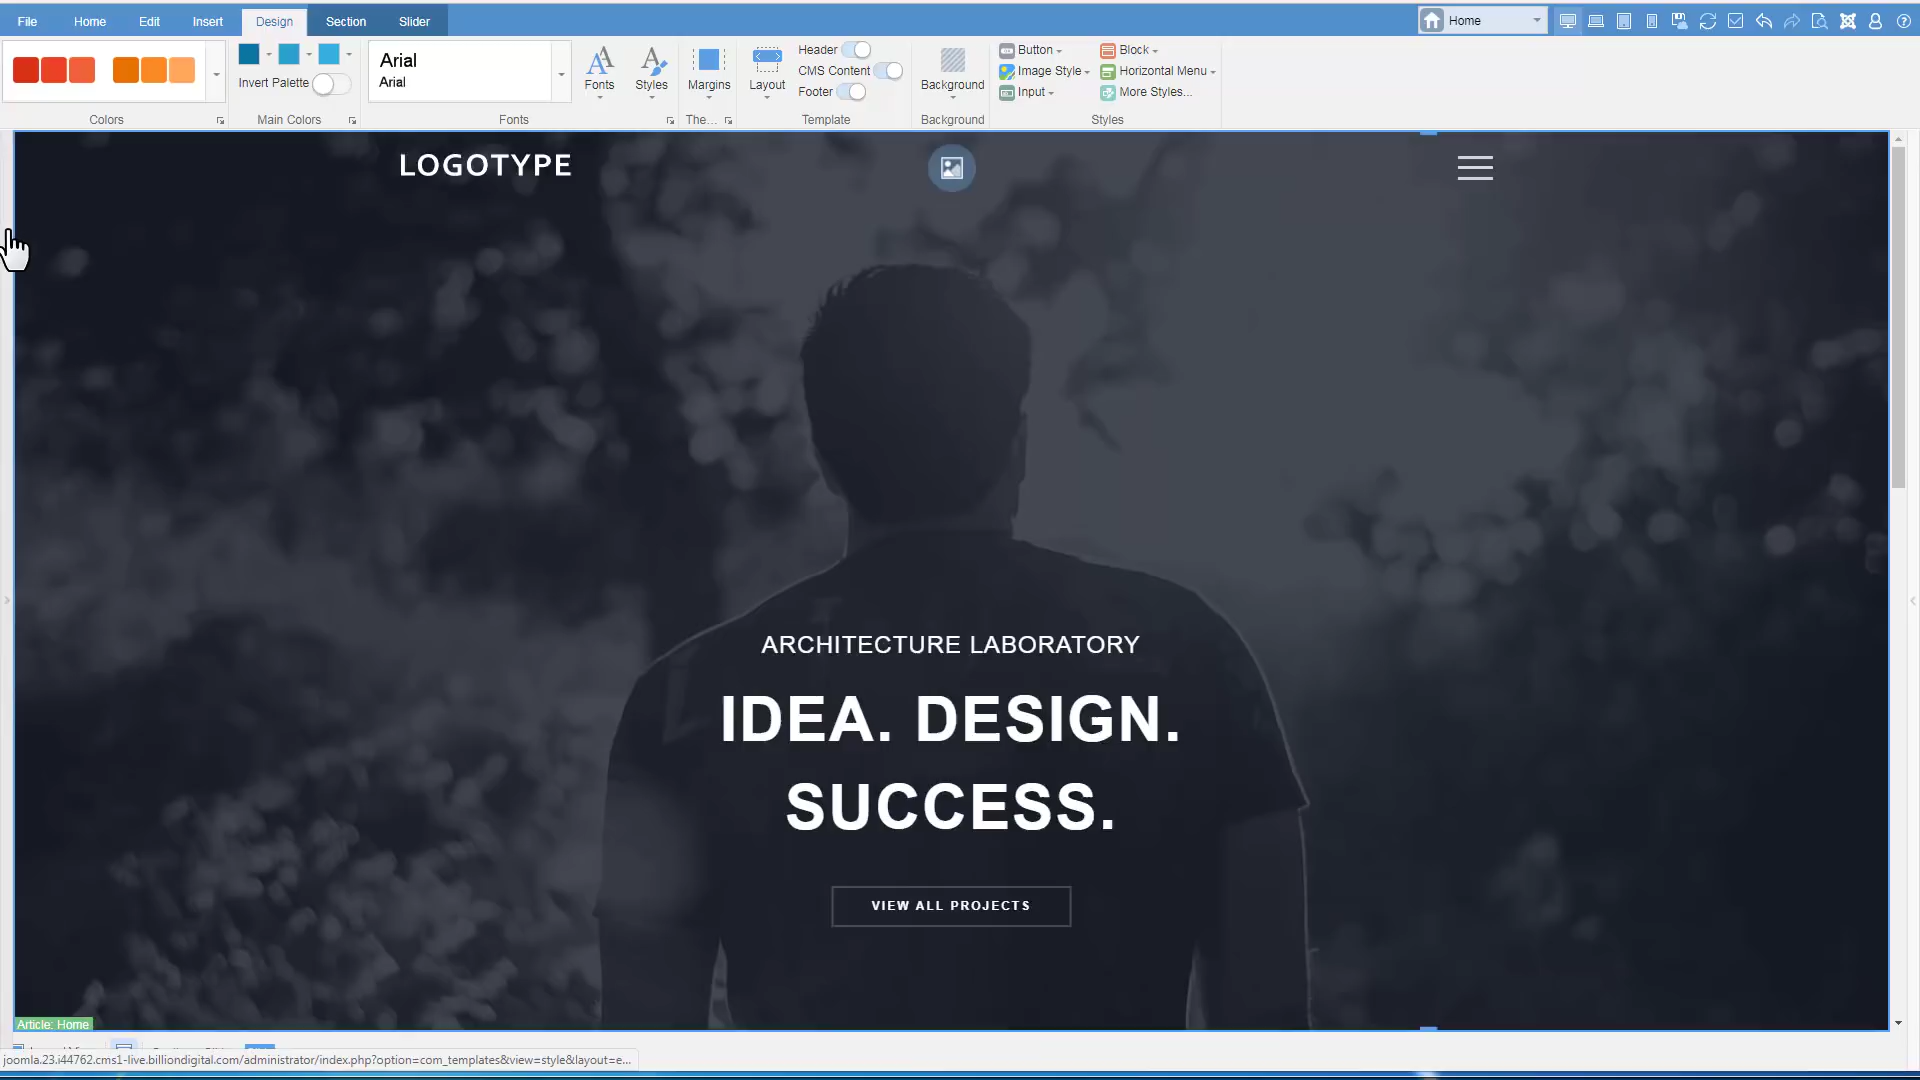 File Home Edit Insert Design Section Slider Home
Header Button Block
Arial
CMS Content Image Style Horizontal Menu
Invert Palette Arial Fonts Styles Margins Layout Background
Footer Input More Styles...
Colors Main Colors Fonts The... Template Background Styles
LOGOTYPE
ARCHITECTURE LABORATORY
IDEA. DESIGN.
SUCCESS.
VIEW ALL PROJECTS
Article: Home
joomla.23.i44762.cms1-live.billiondigital.com/administrator/index.php?option=com_templates&view=style&layout=e...